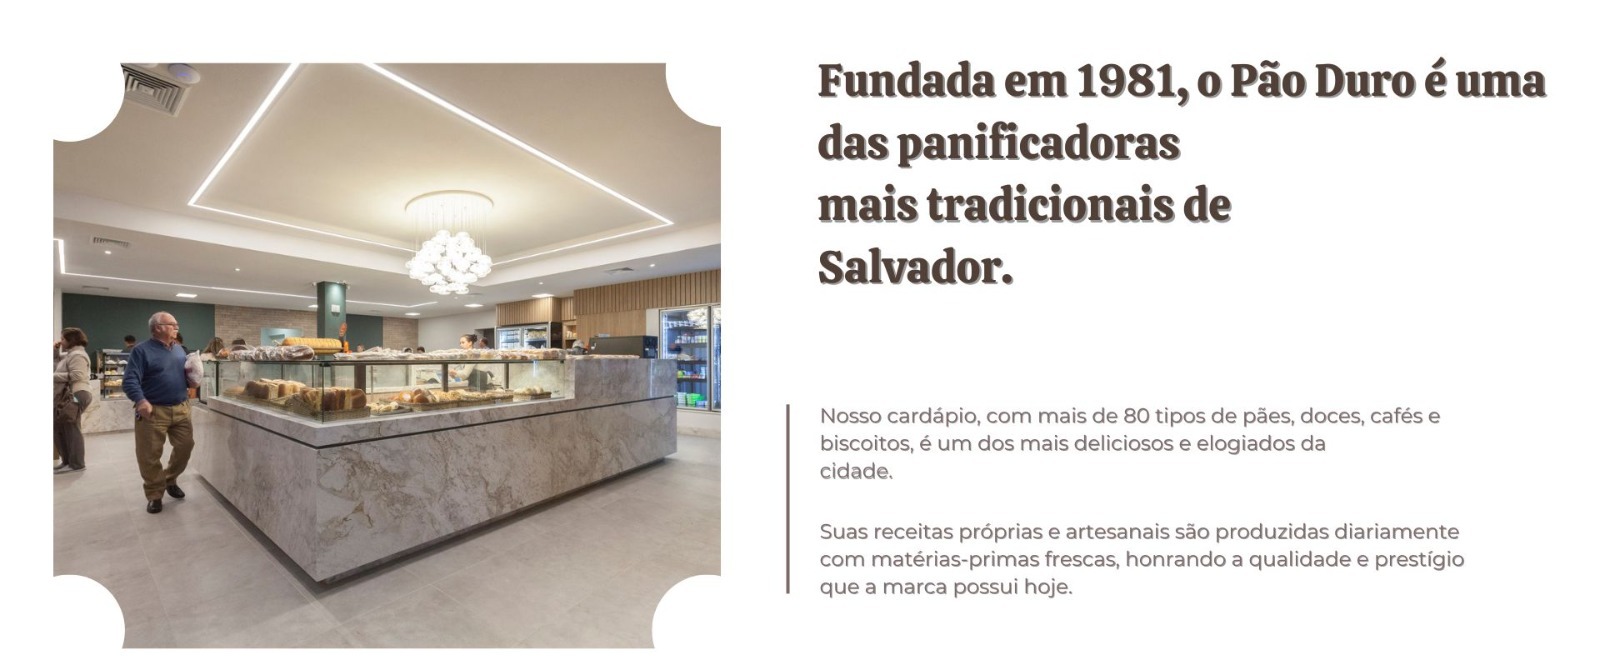 Fundada em 1981, o Pão Duro é uma
das panificadoras
mais tradicionais de
Salvador.
Nosso cardápio, com mais de 80 tipos de pães, doces, cafés e
biscoitos, é um dos mais deliciosos e elogiados da
cidade.
Suas receitas próprias e artesanais são produzidas diariamente
com matérias-primas frescas, honrando a qualidade e prestígio
que a marca possui hoje.